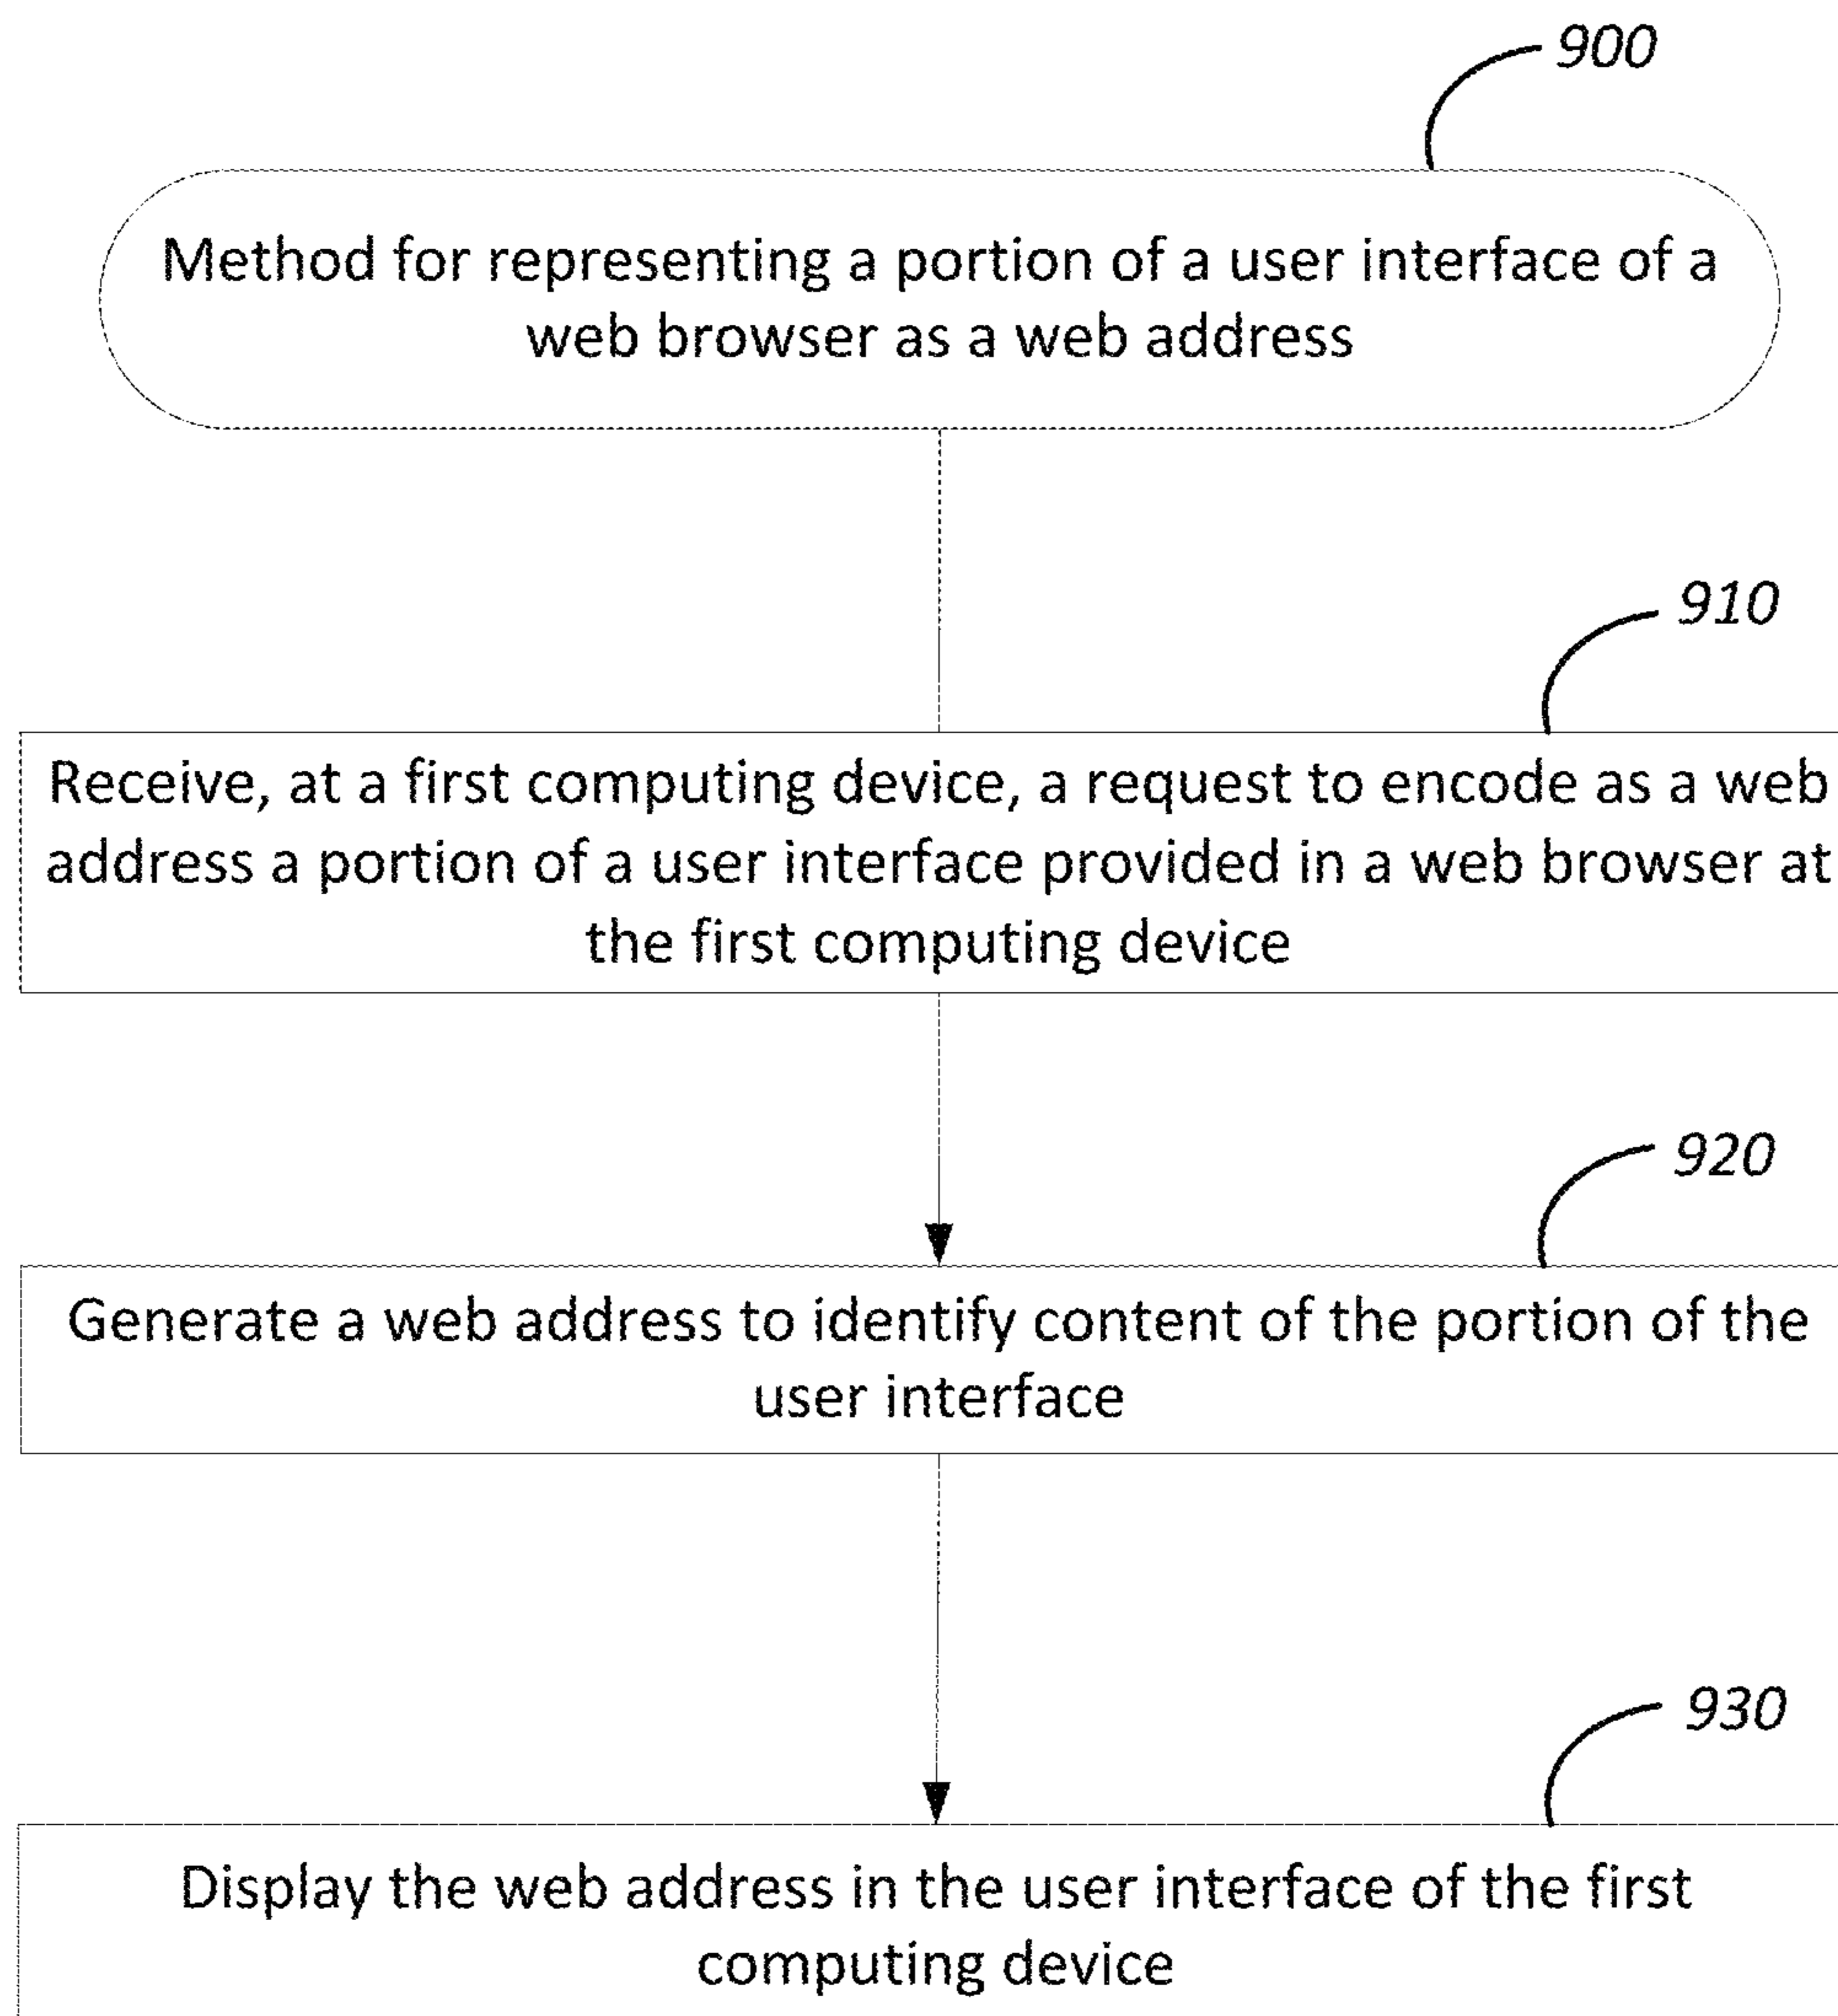 900
Method for representing a portion of a user interface of a
web browser as a web address
910
Receive, at a first computing device, a request to encode as a web
address a portion of a user interface provided in a web browser at
the first computing device
920
Generate a web address to identify content of the portion of the
user interface
930
Display the web address in the user interface of the first
computing device